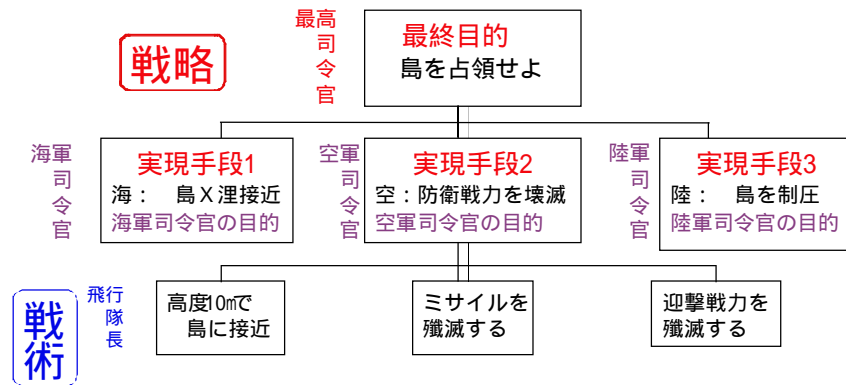 戦略
最高司令官
最終目的
島を占領せよ
海軍司令官
実現手段1
海： 島X浬接近
海軍司令官の目的
空軍司令官
実現手段2
空：防衛戦力を壊滅
空軍司令官の目的
陸軍司令官
実現手段3
陸： 島を制圧
陸軍司令官の目的
戦術
飛行隊長
高度10mで
島に接近
ミサイルを
殲滅する
迎撃戦力を
殲滅する